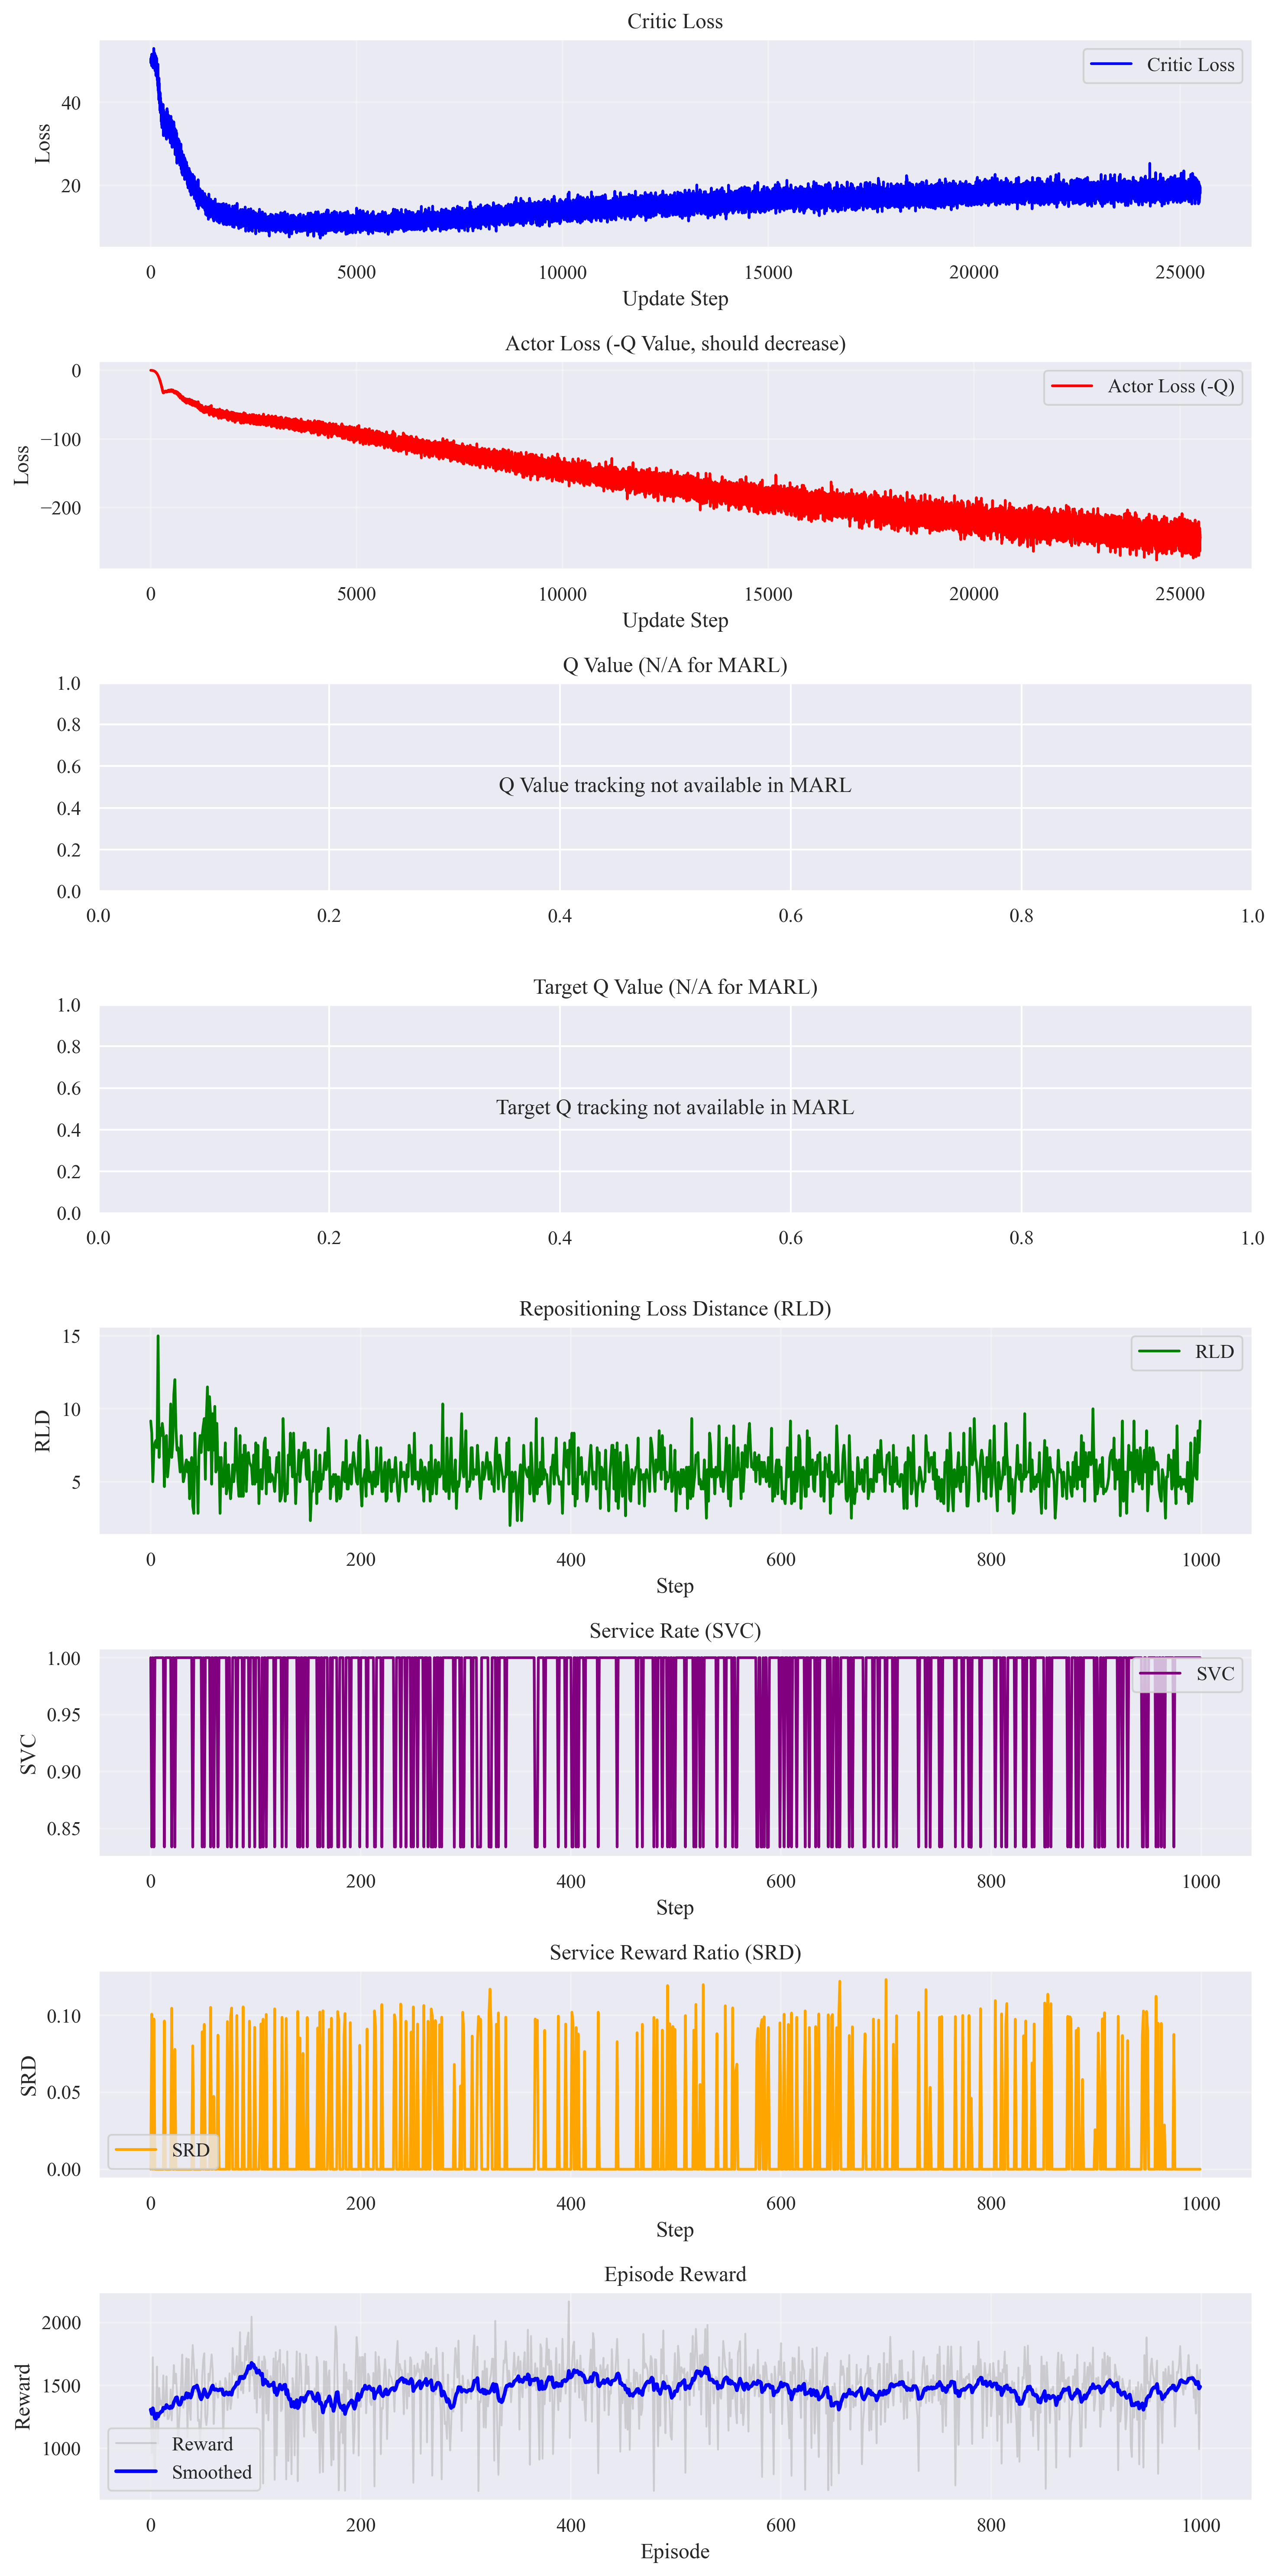 Critic Loss
Critic Loss
40
20
Loss
0 5000 10000 15000 20000 25000
Update Step
Actor Loss (-Q Value, should decrease)
Actor Loss (-Q)
0
−100
−200
Loss
0 5000 10000 15000 20000 25000
Update Step
Q Value (N/A for MARL)
1.0
0.8
0.6
Q Value tracking not available in MARL
0.4
0.2
0.0
0.0 0.2 0.4 0.6 0.8 1.0
Target Q Value (N/A for MARL)
1.0
0.8
0.6
Target Q tracking not available in MARL
0.4
0.2
0.0
0.0 0.2 0.4 0.6 0.8 1.0
Repositioning Loss Distance (RLD)
RLD
15
10
5
RLD
0 200 400 600 800 1000
Step
Service Rate (SVC)
SVC
1.00
0.95
0.90
0.85
SVC
0 200 400 600 800 1000
Step
Service Reward Ratio (SRD)
0.10
0.05
0.00
SRD
SRD
0 200 400 600 800 1000
Step
Episode Reward
2000
1500
1000
Reward
Reward
Smoothed
0 200 400 600 800 1000
Episode